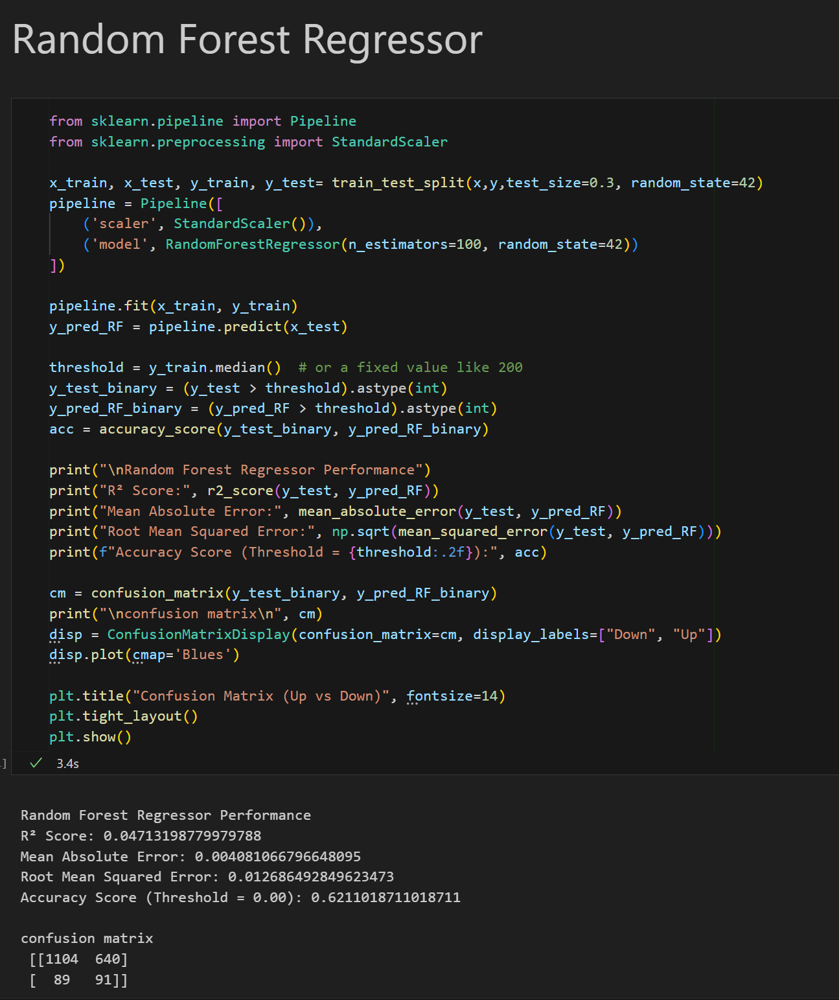 Random Forest Regressor
from sklearn.pipeline import Pipeline
from sklearn.preprocessing import StandardScaler
x_train, x_test, y_train, y_test= train_test_split(x,y,test_size=0.3, random_state=42)
pipeline = Pipeline([
    ('scaler', StandardScaler()),
    ('model', RandomForestRegressor(n_estimators=100, random_state=42))
])
pipeline.fit(x_train, y_train)
y_pred_RF = pipeline.predict(x_test)
threshold = y_train.median()  # or a fixed value like 200
y_test_binary = (y_test > threshold).astype(int)
y_pred_RF_binary = (y_pred_RF > threshold).astype(int)
acc = accuracy_score(y_test_binary, y_pred_RF_binary)
print("\nRandom Forest Regressor Performance")
print("R² Score:", r2_score(y_test, y_pred_RF))
print("Mean Absolute Error:", mean_absolute_error(y_test, y_pred_RF))
print("Root Mean Squared Error:", np.sqrt(mean_squared_error(y_test, y_pred_RF)))
print(f"Accuracy Score (Threshold = {threshold:.2f}):", acc)
cm = confusion_matrix(y_test_binary, y_pred_RF_binary)
print("\nconfusion matrix\n", cm)
disp = ConfusionMatrixDisplay(confusion_matrix=cm, display_labels=["Down", "Up"])
disp.plot(cmap='Blues')
plt.title("Confusion Matrix (Up vs Down)", fontsize=14)
plt.tight_layout()
plt.show()
] ✓ 3.4s
Random Forest Regressor Performance
R² Score: 0.04713198779979788
Mean Absolute Error: 0.004081066796648095
Root Mean Squared Error: 0.012686492849623473
Accuracy Score (Threshold = 0.00): 0.6211018711018711
confusion matrix
 [[1104  640]
 [  89   91]]